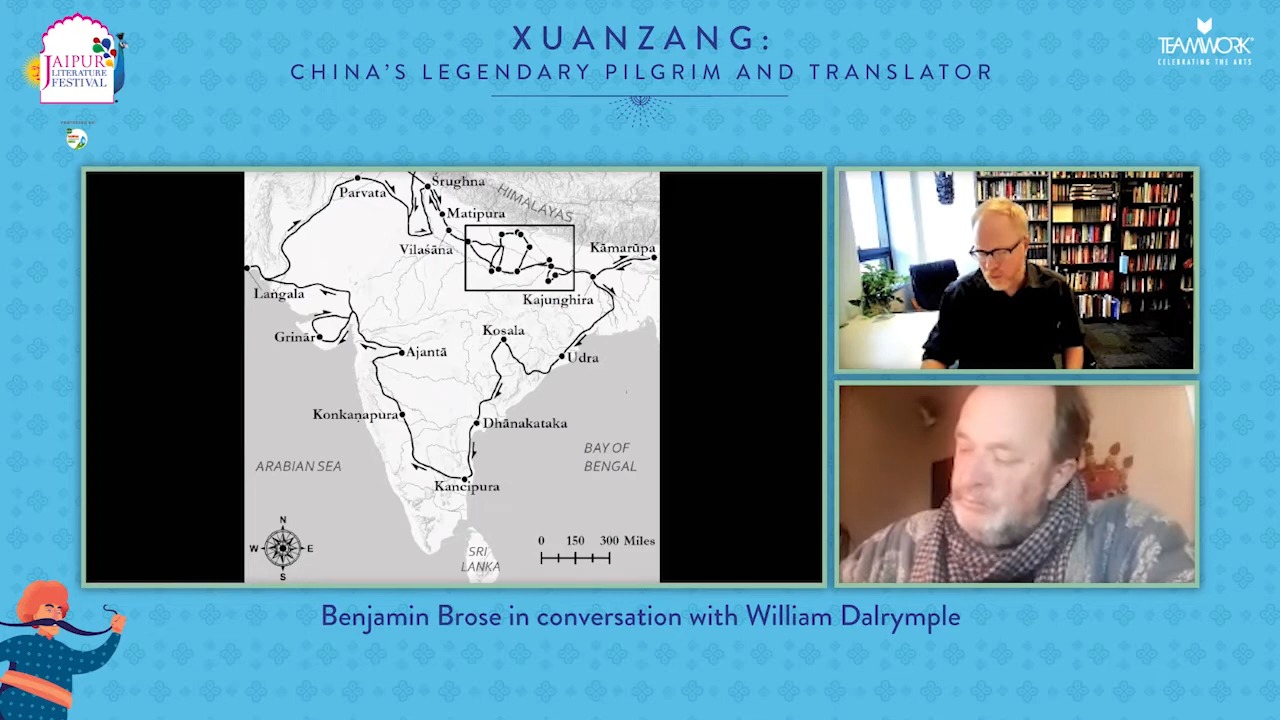 XUANZANG:
CHINA'S LEGENDARY PILGRIM AND TRANSLATOR
JAIPUR
LITERATURE
FESTIVAL
TEAMWORK
CELEBRATING THE ARTS
Parvata
Śrughna
HIMALAYAS
Matipura
Vilaśāna
Kāmarūpa
Laṅgala
Kajunghira
Grinār
Kosala
Ajantā
Udra
Konkaṇapura
Dhānakataka
ARABIAN SEA
BAY OF
BENGAL
Kancipura
N
W
E
S
0 150 300 Miles
SRI
LANKA
Benjamin Brose in conversation with William Dalrymple